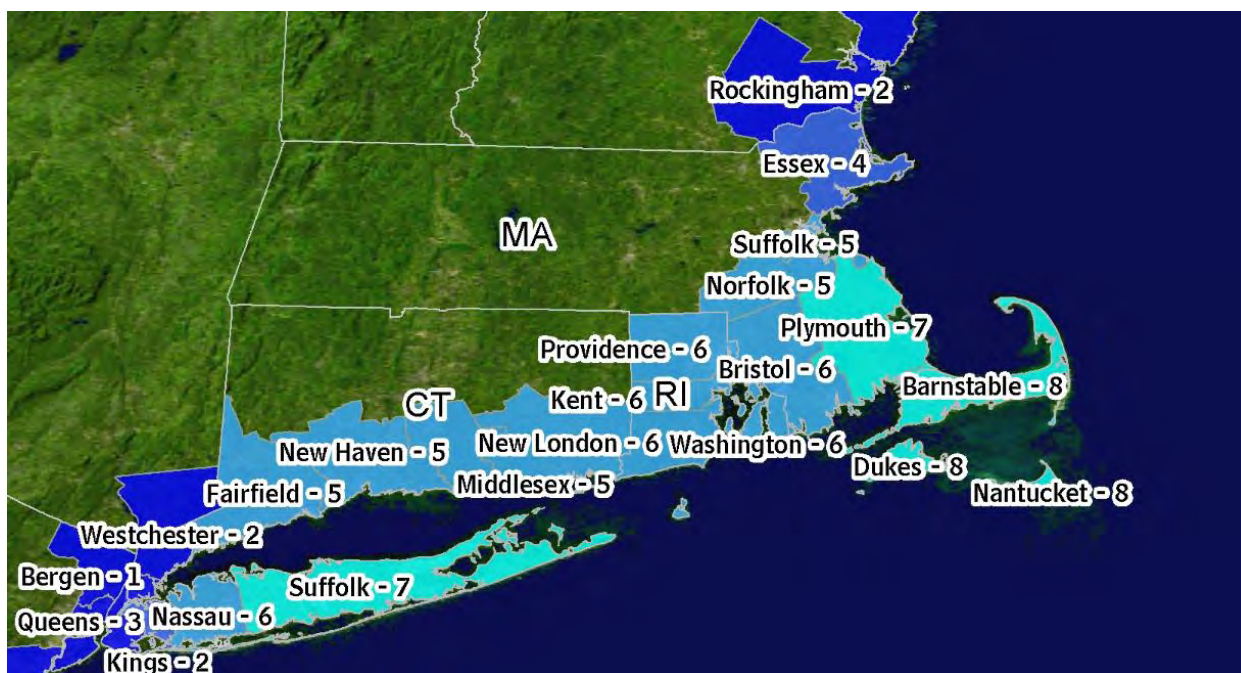 Rockingham - 2
Essex - 4
MA
Suffolk - 5
Norfolk - 5
Plymouth - 7
Providence - 6
Bristol - 6
Barnstable - 8
Kent - 6
RI
CT
New Haven - 5
New London - 6
Washington - 6
Dukes - 8
Middlesex - 5
Nantucket - 8
Fairfield - 5
Westchester - 2
Bergen - 1
Suffolk - 7
Queens - 3
Nassau - 6
Kings - 2